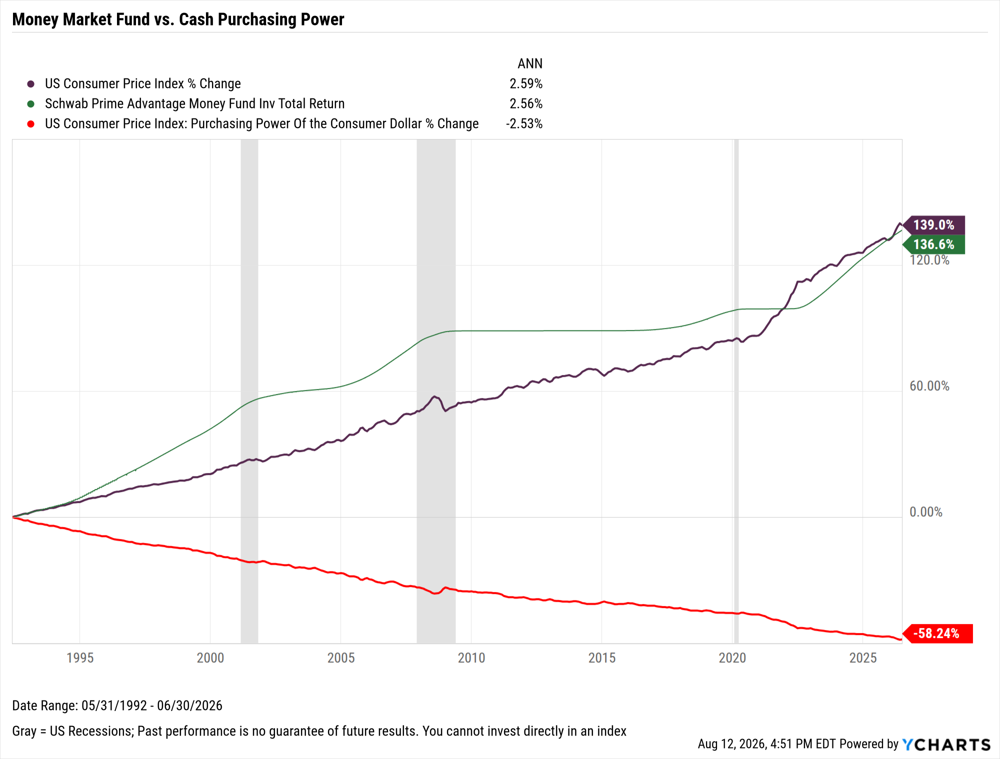 Money Market Fund vs. Cash Purchasing Power
ANN
US Consumer Price Index % Change 2.59%
Schwab Prime Advantage Money Fund Inv Total Return 2.56%
US Consumer Price Index: Purchasing Power Of the Consumer Dollar % Change -2.53%
139.0%
136.6%
120.0%
60.00%
0.00%
-58.24%
1995 2000 2005 2010 2015 2020 2025
Date Range: 05/31/1992 - 06/30/2026
Gray = US Recessions; Past performance is no guarantee of future results. You cannot invest directly in an index
Aug 12, 2026, 4:51 PM EDT Powered by YCHARTS